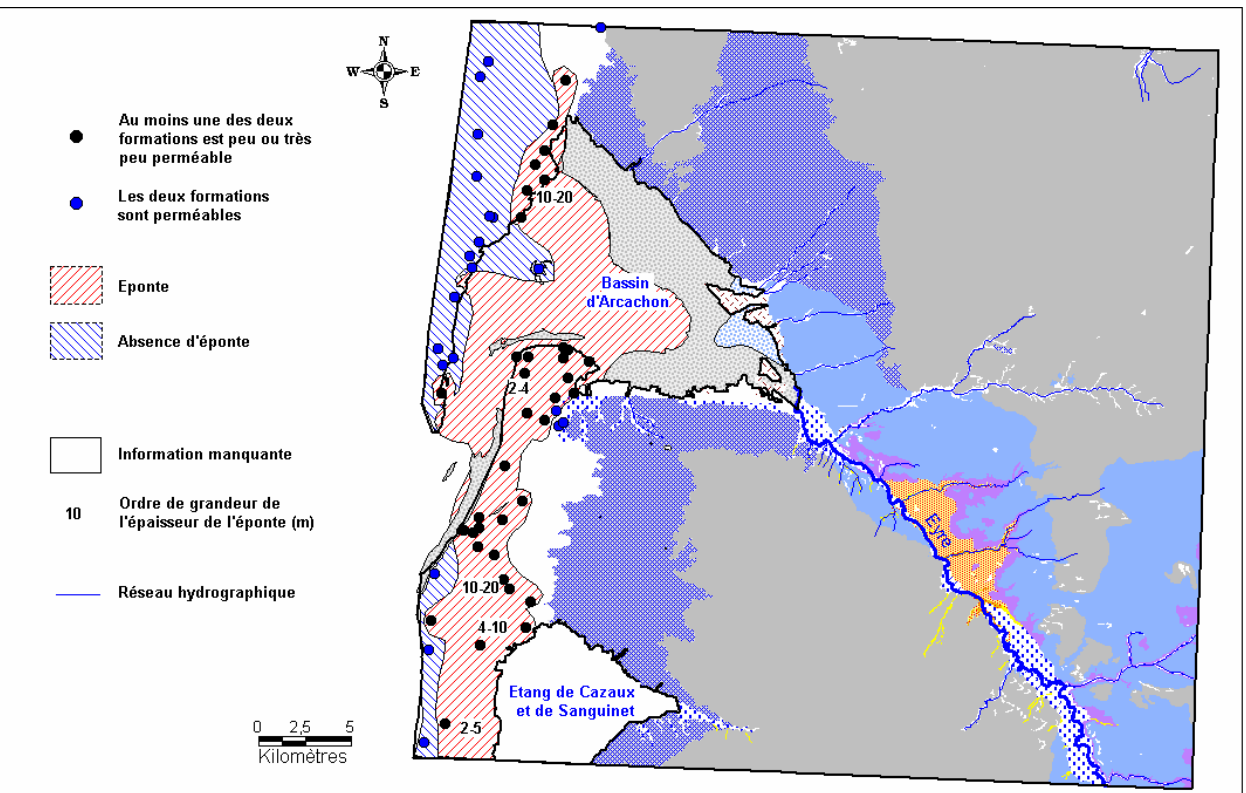 N
W E
S
Au moins une des deux
formations est peu ou très
peu perméable
Les deux formations
sont perméables
Eponte
Absence d'éponte
Information manquante
10
Ordre de grandeur de
l'épaisseur de l'éponte (m)
Réseau hydrographique
0 2,5 5
Kilomètres
10-20
Bassin
d'Arcachon
2-4
Eyre
10-20
4-10
Etang de Cazaux
et de Sanguinet
2-5